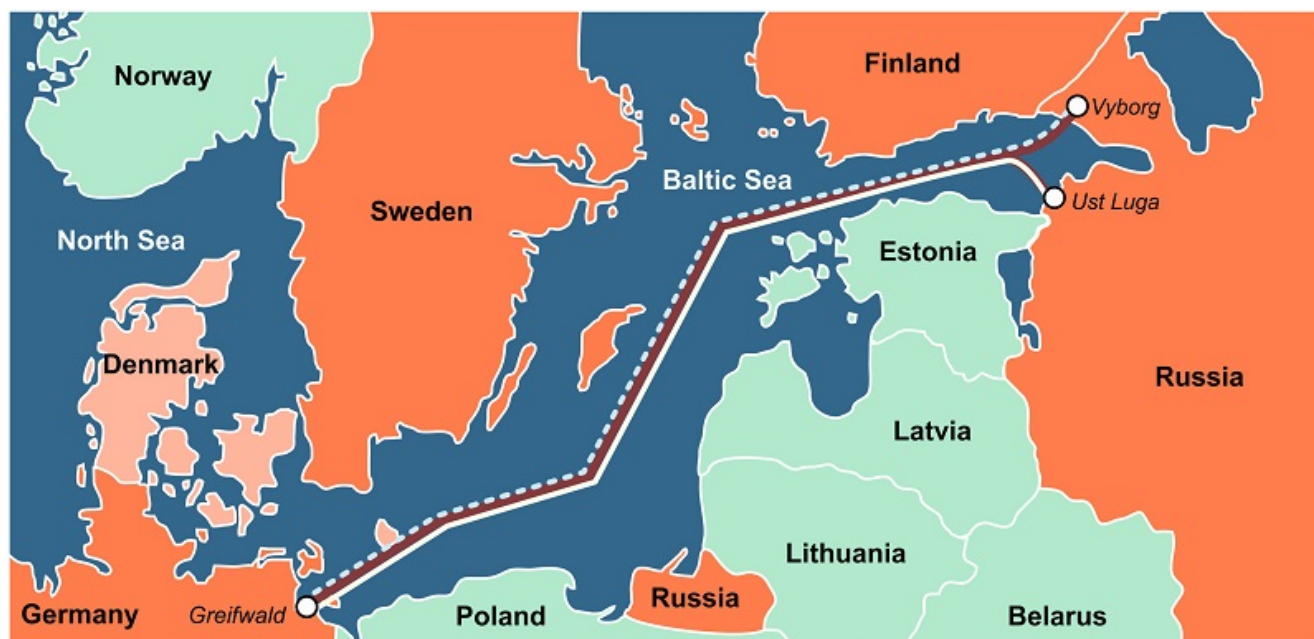 Norway
Finland
Vyborg
Baltic Sea
Ust Luga
Sweden
North Sea
Estonia
Denmark
Russia
Latvia
Lithuania
Germany
Greifwald
Poland
Russia
Belarus